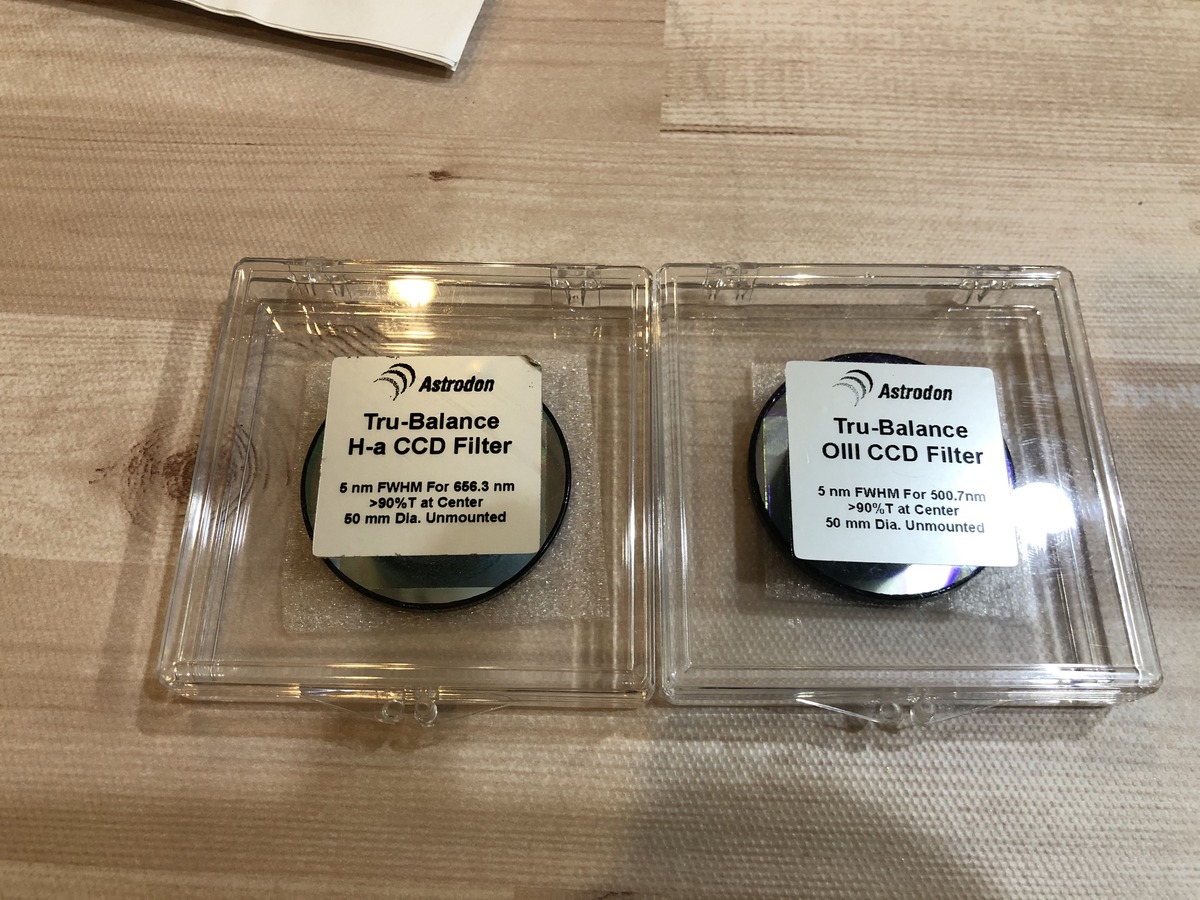 Astrodon
Tru-Balance
H-a CCD Filter
5 nm FWHM For 656.3 nm
>90%T at Center
50 mm Dia. Unmounted
Astrodon
Tru-Balance
OIII CCD Filter
5 nm FWHM For 500.7nm
>90%T at Center
50 mm Dia. Unmounted